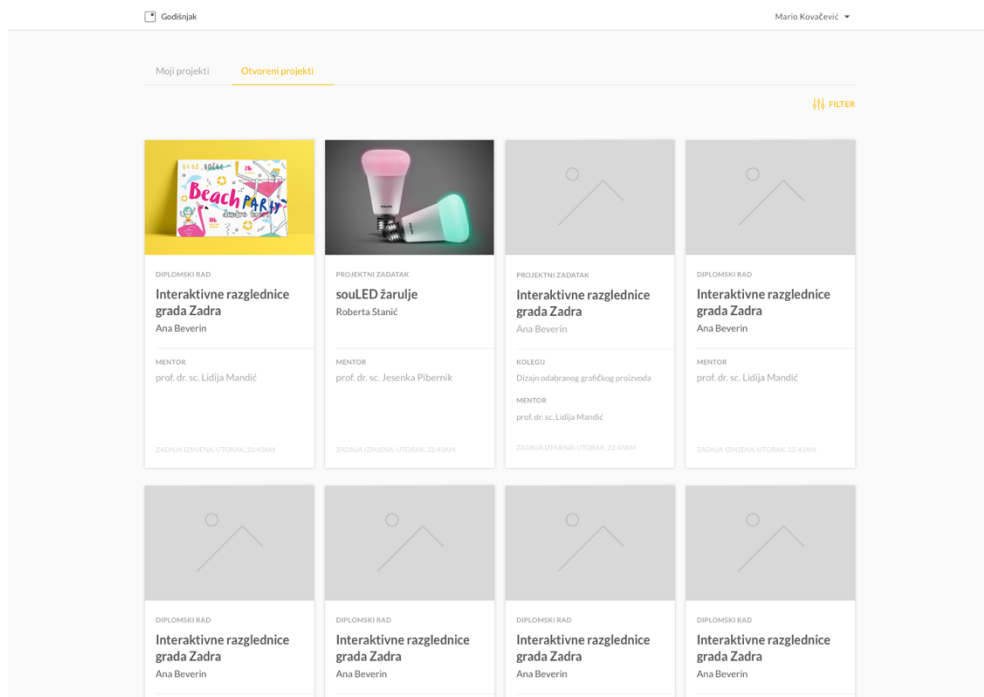 Godišnjak
Mario Kovačević
Moji projekti
Otvoreni projekti
FILTER
Beach PARTY
DIPLOMSKI RAD
Interaktivne razglednice
grada Zadra
Ana Beverin
MENTOR
prof. dr. sc. Lidija Mandić
ZADNJA IZMJENA: UTORAK, 22:43AM
PROJEKTNI ZADATAK
souLED žarulje
Roberta Stanić
MENTOR
prof. dr. sc. Jesenka Pibernik
ZADNJA IZMJENA: UTORAK, 22:43AM
PROJEKTNI ZADATAK
Interaktivne razglednice
grada Zadra
Ana Beverin
KOLEGIJ
Dizajn odabranog grafičkog proizvoda
MENTOR
prof. dr. sc. Lidija Mandić
ZADNJA IZMJENA: UTORAK, 22:43AM
DIPLOMSKI RAD
Interaktivne razglednice
grada Zadra
Ana Beverin
MENTOR
prof. dr. sc. Lidija Mandić
ZADNJA IZMJENA: UTORAK, 22:43AM
DIPLOMSKI RAD
Interaktivne razglednice
grada Zadra
Ana Beverin
DIPLOMSKI RAD
Interaktivne razglednice
grada Zadra
Ana Beverin
DIPLOMSKI RAD
Interaktivne razglednice
grada Zadra
Ana Beverin
DIPLOMSKI RAD
Interaktivne razglednice
grada Zadra
Ana Beverin